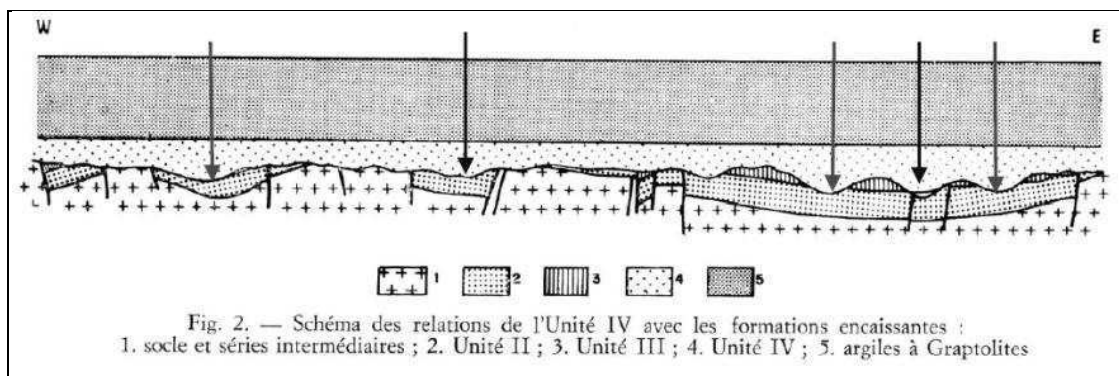 W E
1 2 3 4 5
Fig. 2. — Schéma des relations de l'Unité IV avec les formations encaissantes :
1. socle et séries intermédiaires ; 2. Unité II ; 3. Unité III ; 4. Unité IV ; 5. argiles à Graptolites